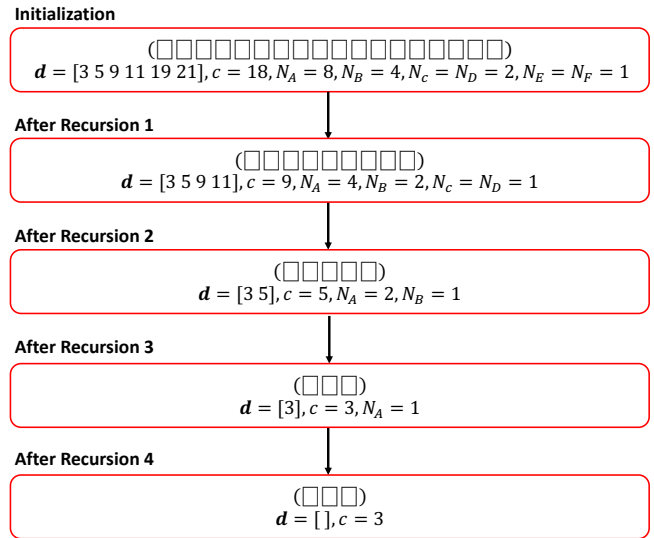 Initialization
(□□□□□□□□□□□□□□□□□□)
d = [3 5 9 11 19 21], c = 18, N_A = 8, N_B = 4, N_c = N_D = 2, N_E = N_F = 1
After Recursion 1
(□□□□□□□□□)
d = [3 5 9 11], c = 9, N_A = 4, N_B = 2, N_c = N_D = 1
After Recursion 2
(□□□□□)
d = [3 5], c = 5, N_A = 2, N_B = 1
After Recursion 3
(□□□)
d = [3], c = 3, N_A = 1
After Recursion 4
(□□□)
d = [ ], c = 3